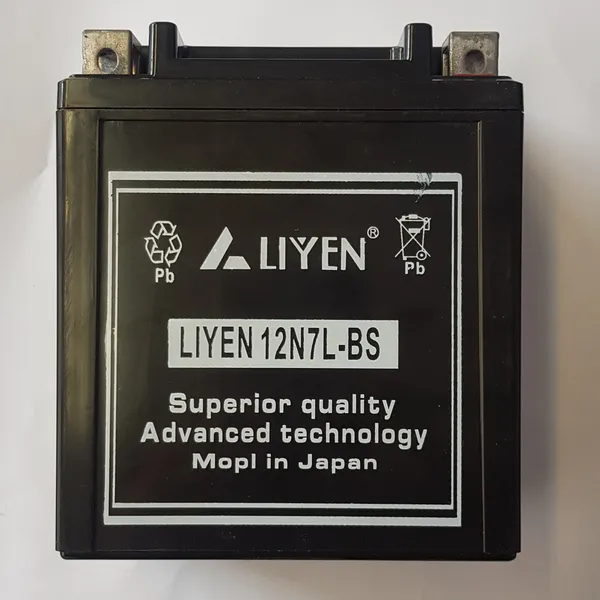 LIYEN®
Pb
Pb
LIYEN 12N7L-BS
Superior quality
Advanced technology
Mopl in Japan